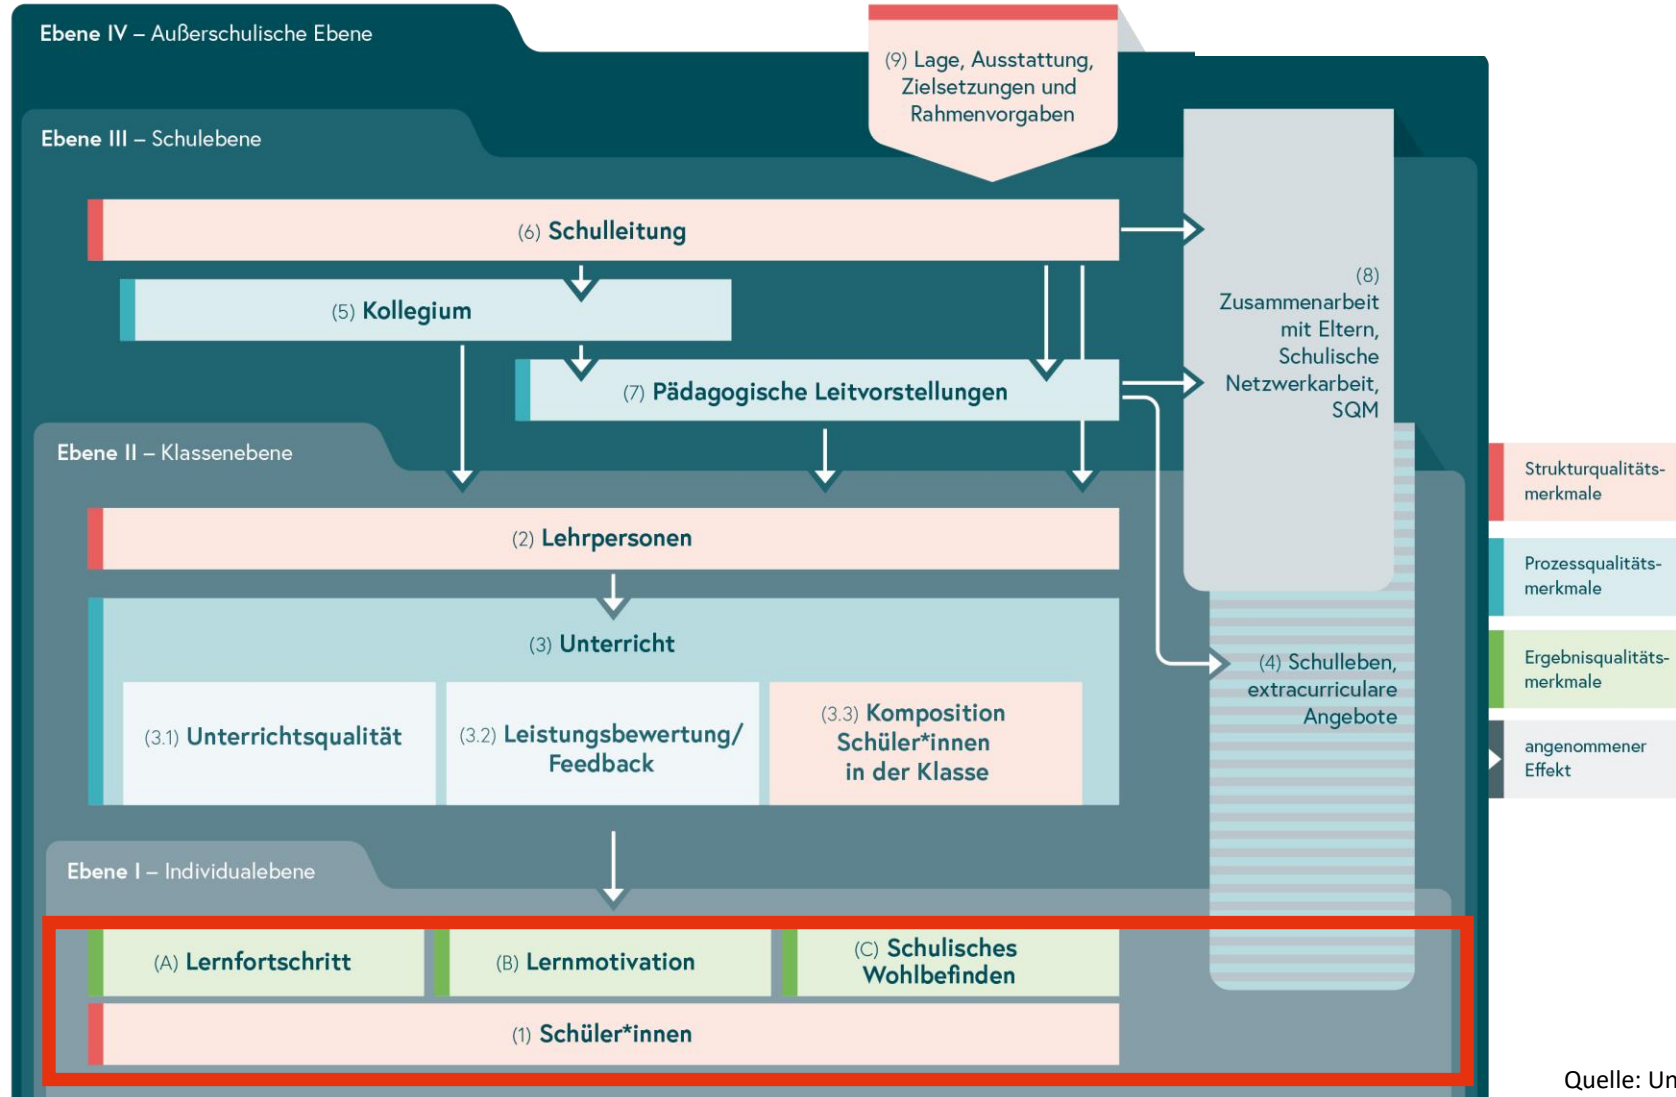 Ebene IV – Außerschulische Ebene
(9) Lage, Ausstattung,
Zielsetzungen und
Rahmenvorgaben
Ebene III – Schulebene
(6) Schulleitung
(5) Kollegium
(7) Pädagogische Leitvorstellungen
(8)
Zusammenarbeit
mit Eltern,
Schulische
Netzwerkarbeit,
SQM
Ebene II – Klassenebene
(2) Lehrpersonen
(3) Unterricht
(3.1) Unterrichtsqualität
(3.2) Leistungsbewertung/
Feedback
(3.3) Komposition
Schüler*innen
in der Klasse
(4) Schulleben,
extracurriculare
Angebote
Ebene I – Individualebene
(A) Lernfortschritt
(B) Lernmotivation
(C) Schulisches
Wohlbefinden
(1) Schüler*innen
Strukturqualitäts-
merkmale
Prozessqualitäts-
merkmale
Ergebnisqualitäts-
merkmale
angenommener
Effekt
Quelle: